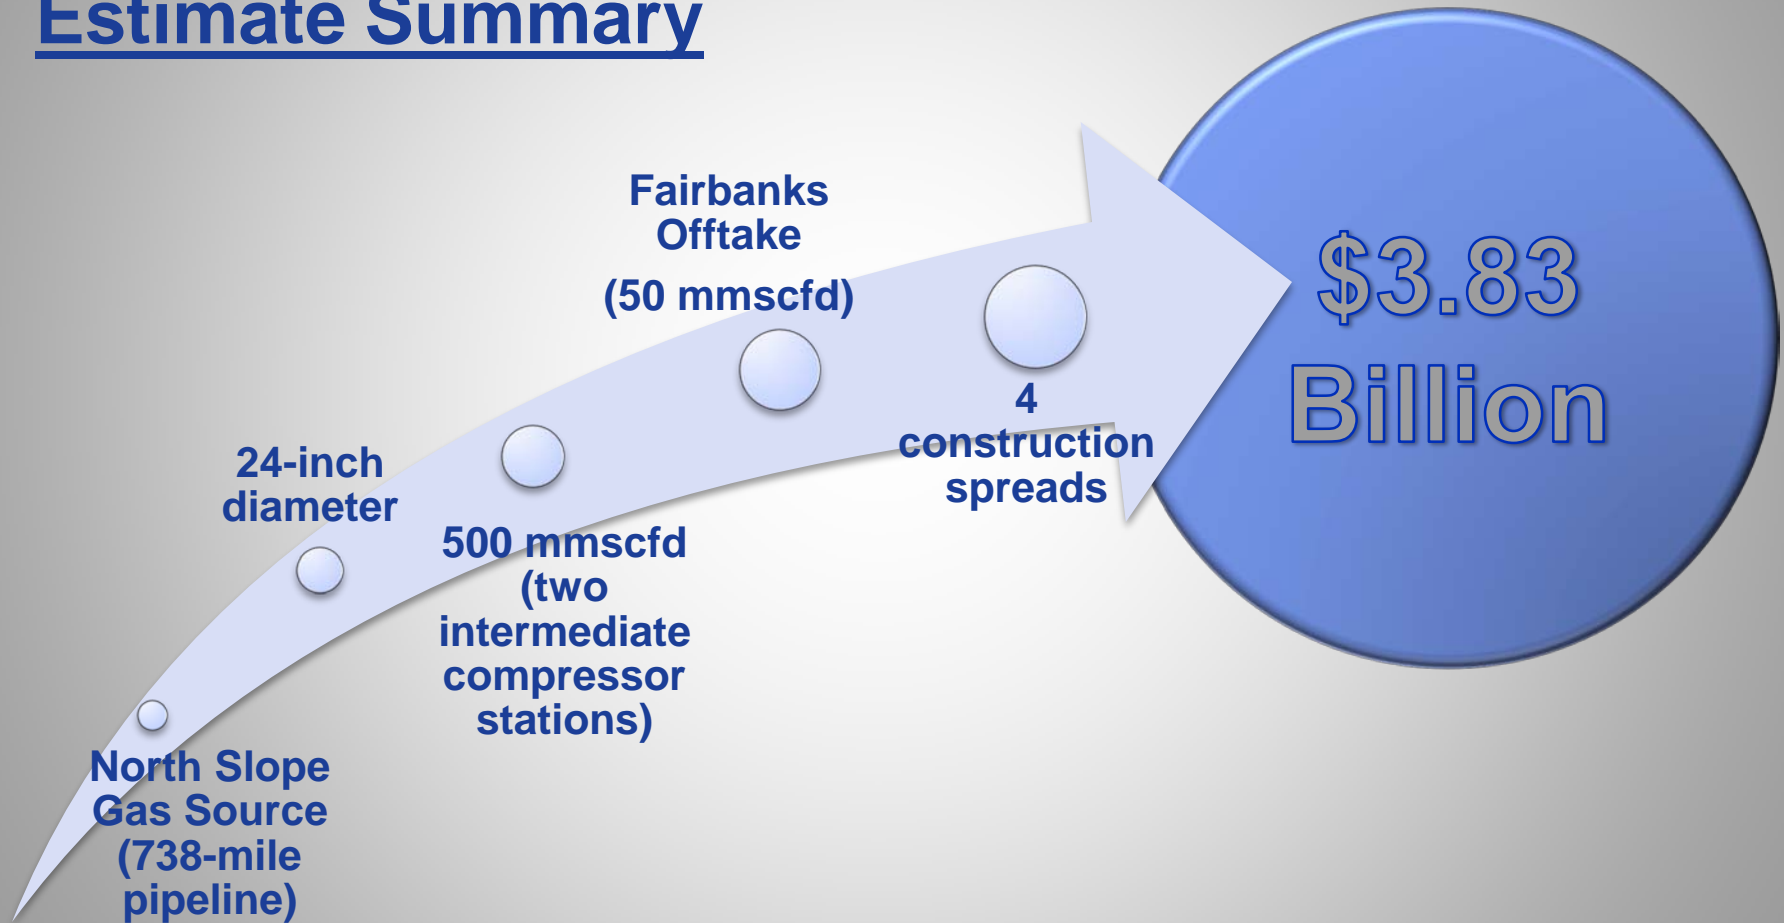 Estimate Summary
North Slope
Gas Source
(738-mile
pipeline)
24-inch
diameter
500 mmscfd
(two
intermediate
compressor
stations)
Fairbanks
Offtake
(50 mmscfd)
4
construction
spreads
$3.83
Billion